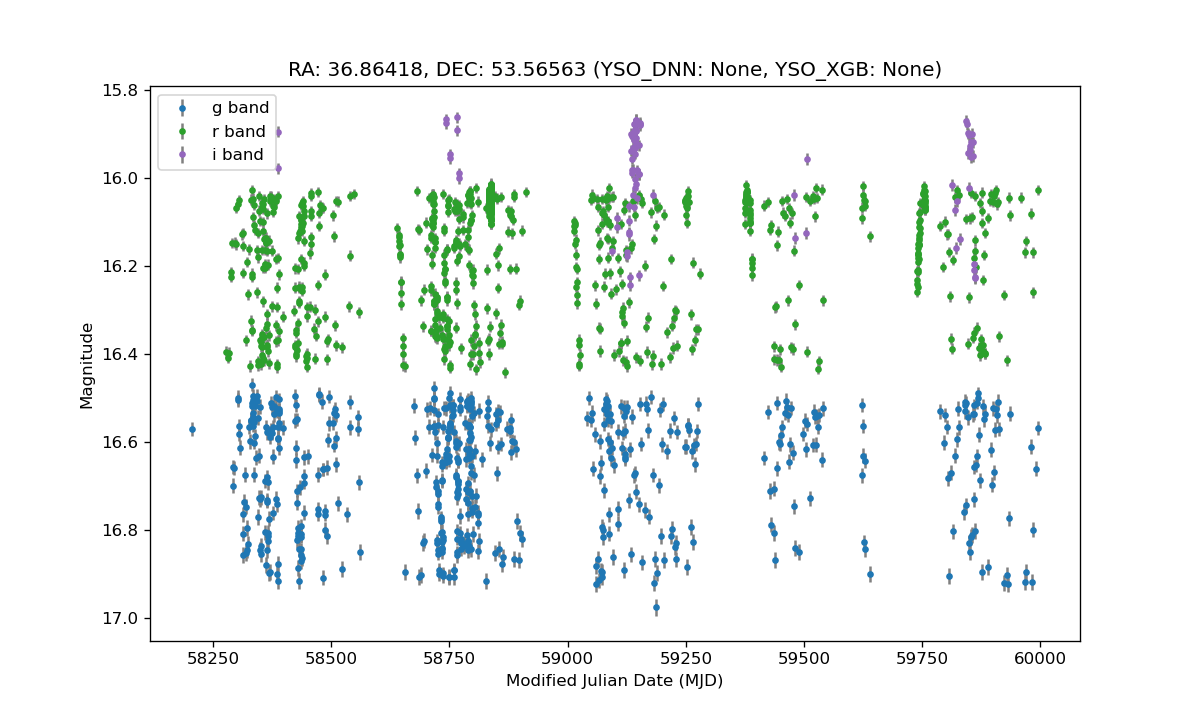 RA: 36.86418, DEC: 53.56563 (YSO_DNN: None, YSO_XGB: None)
15.8
16.0
16.2
16.4
16.6
16.8
17.0
Magnitude
g band
r band
i band
58250
58500
58750
59000
59250
59500
59750
60000
Modified Julian Date (MJD)